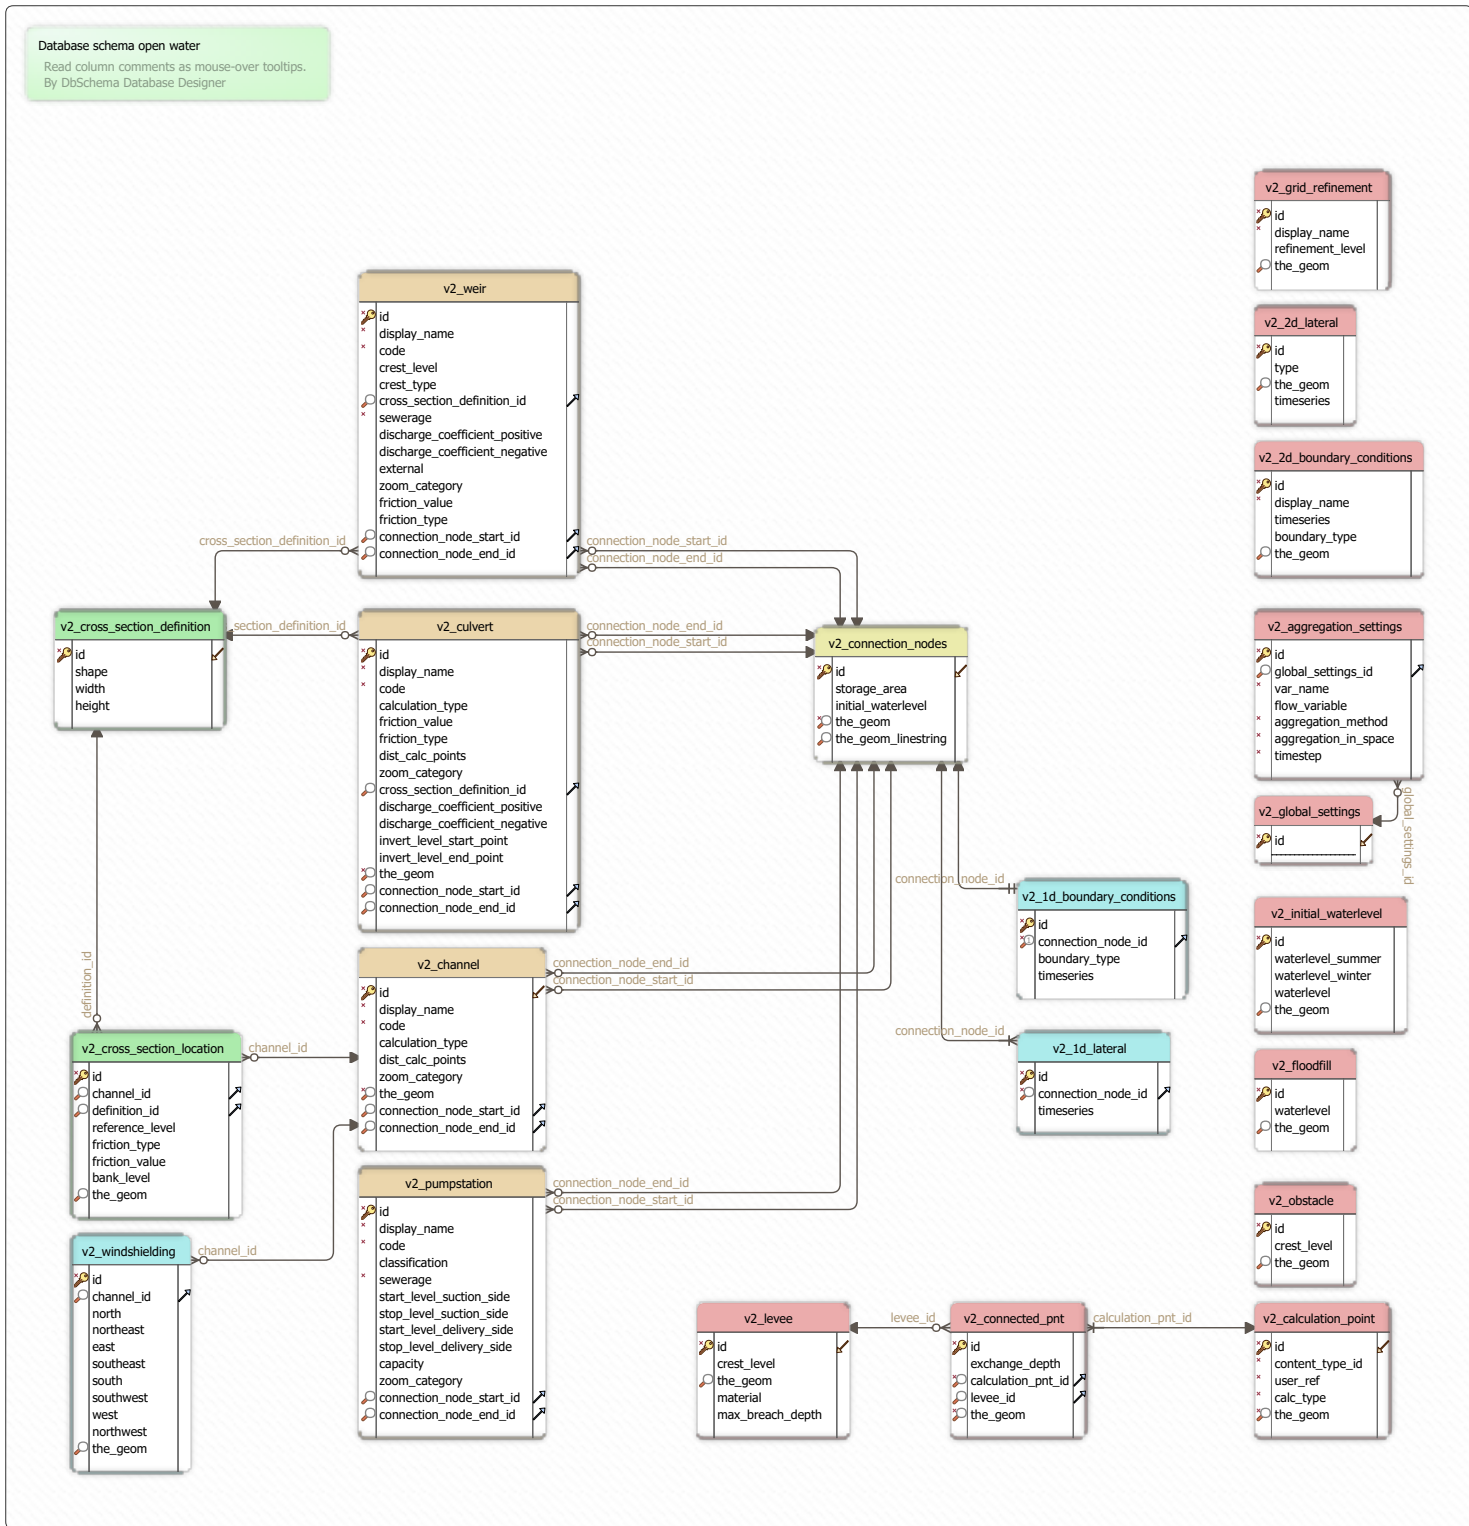 Database schema open water
Read column comments as mouse-over tooltips.
By DbSchema Database Designer
v2_grid_refinement
id
display_name
refinement_level
the_geom
v2_2d_lateral
id
type
the_geom
timeseries
v2_2d_boundary_conditions
id
display_name
timeseries
boundary_type
the_geom
v2_weir
id
display_name
code
crest_level
crest_type
cross_section_definition_id
sewerage
discharge_coefficient_positive
discharge_coefficient_negative
external
zoom_category
friction_value
friction_type
connection_node_start_id
connection_node_end_id
cross_section_definition_id
connection_node_start_id
connection_node_end_id
v2_cross_section_definition
id
shape
width
height
section_definition_id
v2_culvert
id
display_name
code
calculation_type
friction_value
friction_type
dist_calc_points
zoom_category
cross_section_definition_id
discharge_coefficient_positive
discharge_coefficient_negative
invert_level_start_point
invert_level_end_point
the_geom
connection_node_start_id
connection_node_end_id
connection_node_end_id
connection_node_start_id
v2_connection_nodes
id
storage_area
initial_waterlevel
the_geom
the_geom_linestring
v2_aggregation_settings
id
global_settings_id
var_name
flow_variable
aggregation_method
aggregation_in_space
timestep
global_settings_id
v2_global_settings
id
v2_channel
id
display_name
code
calculation_type
dist_calc_points
zoom_category
the_geom
connection_node_start_id
connection_node_end_id
connection_node_end_id
connection_node_start_id
connection_node_id
v2_1d_boundary_conditions
id
connection_node_id
boundary_type
timeseries
v2_initial_waterlevel
id
waterlevel_summer
waterlevel_winter
waterlevel
the_geom
definition_id
v2_cross_section_location
id
channel_id
definition_id
reference_level
friction_type
friction_value
bank_level
the_geom
channel_id
connection_node_id
v2_1d_lateral
id
connection_node_id
timeseries
v2_floodfill
id
waterlevel
the_geom
v2_pumpstation
id
display_name
code
classification
sewerage
start_level_suction_side
stop_level_suction_side
start_level_delivery_side
stop_level_delivery_side
capacity
zoom_category
connection_node_start_id
connection_node_end_id
connection_node_end_id
connection_node_start_id
v2_obstacle
id
crest_level
the_geom
v2_windshielding
id
channel_id
north
northeast
east
southeast
south
southwest
west
northwest
the_geom
channel_id
v2_levee
id
crest_level
the_geom
material
max_breach_depth
levee_id
v2_connected_pnt
id
exchange_depth
calculation_pnt_id
levee_id
the_geom
calculation_pnt_id
v2_calculation_point
id
content_type_id
user_ref
calc_type
the_geom